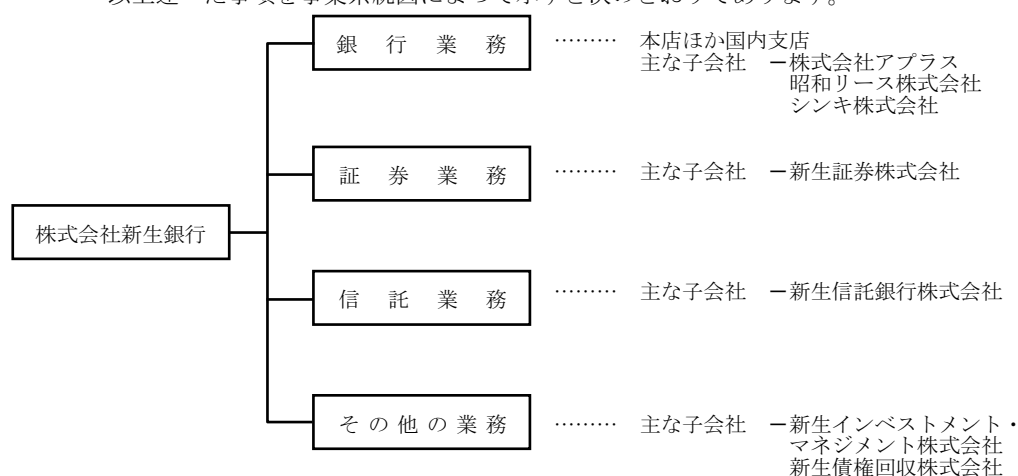 以上述べた事項を事業系統図によって示すと次のとおりであります。
銀行業務 ……… 本店ほか国内支店
主な子会社 −株式会社アプラス
昭和リース株式会社
シンキ株式会社
証券業務 ……… 主な子会社 −新生証券株式会社
株式会社新生銀行
信託業務 ……… 主な子会社 −新生信託銀行株式会社
その他の業務 ……… 主な子会社 −新生インベストメント・
マネジメント株式会社
新生債権回収株式会社